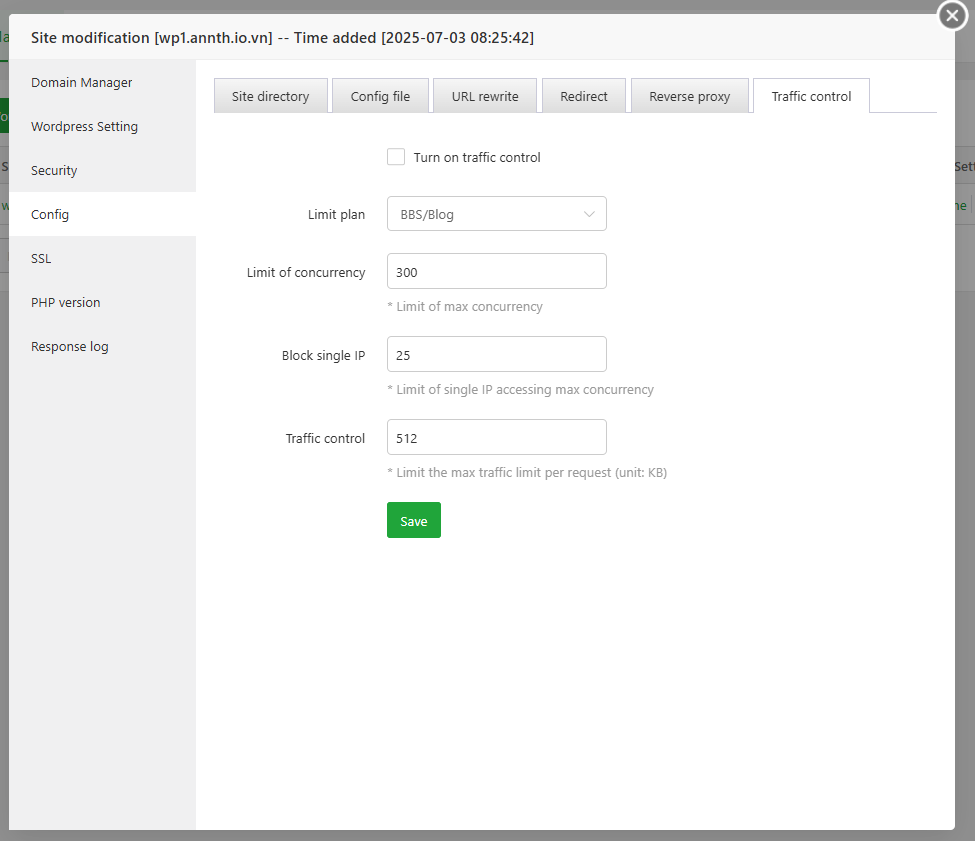 Site modification [wp1.annth.io.vn] -- Time added [2025-07-03 08:25:42]
Domain Manager
Wordpress Setting
Security
Config
SSL
PHP version
Response log
Site directory
Config file
URL rewrite
Redirect
Reverse proxy
Traffic control
Turn on traffic control
Limit plan
BBS/Blog
Limit of concurrency
300
* Limit of max concurrency
Block single IP
25
* Limit of single IP accessing max concurrency
Traffic control
512
* Limit the max traffic limit per request (unit: KB)
Save